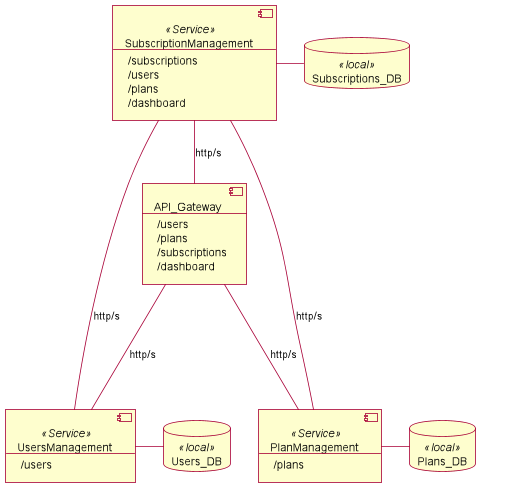 «Service»
SubscriptionManagement
/subscriptions
/users
/plans
/dashboard
«local»
Subscriptions_DB
http/s
API_Gateway
/users
/plans
/subscriptions
/dashboard
http/s
http/s
http/s
http/s
«Service»
UsersManagement
/users
«local»
Users_DB
«Service»
PlanManagement
/plans
«local»
Plans_DB